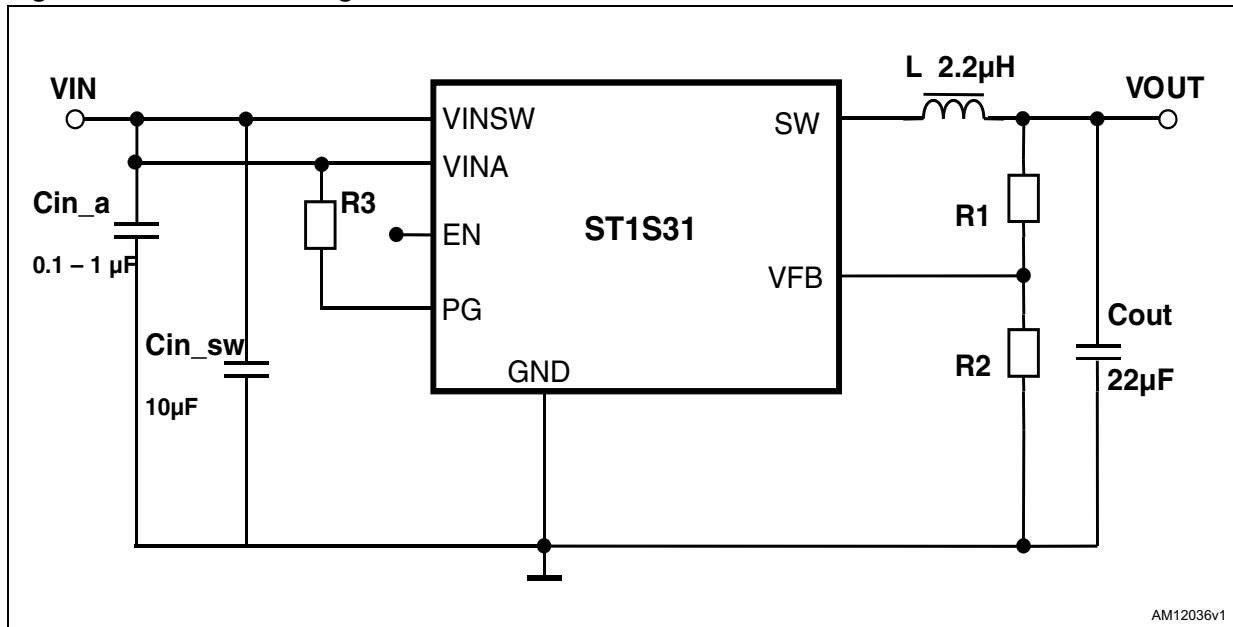 L 2.2µH
VIN
VOUT
VINSW
SW
VINA
Cin_a
R3
R1
EN
ST1S31
0.1 – 1 µF
VFB
PG
Cout
Cin_sw
GND
R2
22µF
10µF
AM12036v1